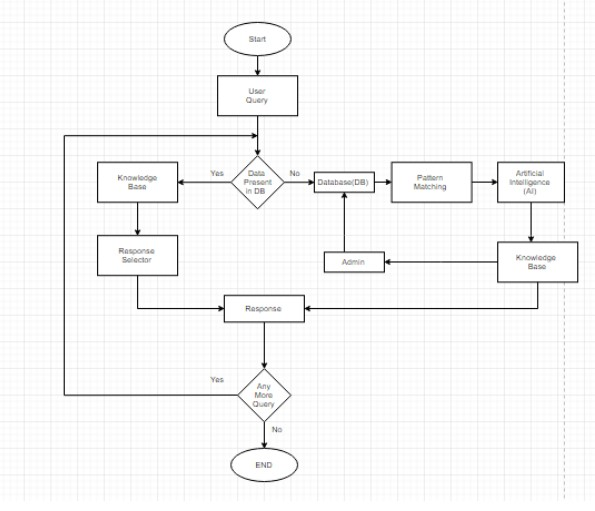 Start
User
Query
Yes
Data
Present
in DB
No
Knowledge
Base
Database(DB)
Pattern
Matching
Artificial
Intelligence
(AI)
Response
Selector
Admin
Knowledge
Base
Response
Yes
Any
More
Query
No
END